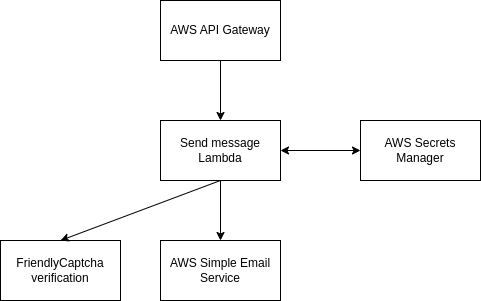 AWS API Gateway
Send message
Lambda
AWS Secrets
Manager
FriendlyCaptcha
verification
AWS Simple Email
Service